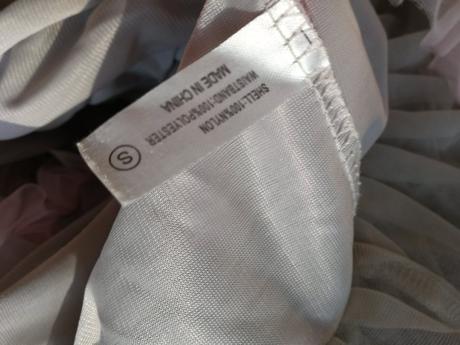 SHELL:100%NYLON
WAISTBAND:100%POLYESTER
MADE IN CHINA
S